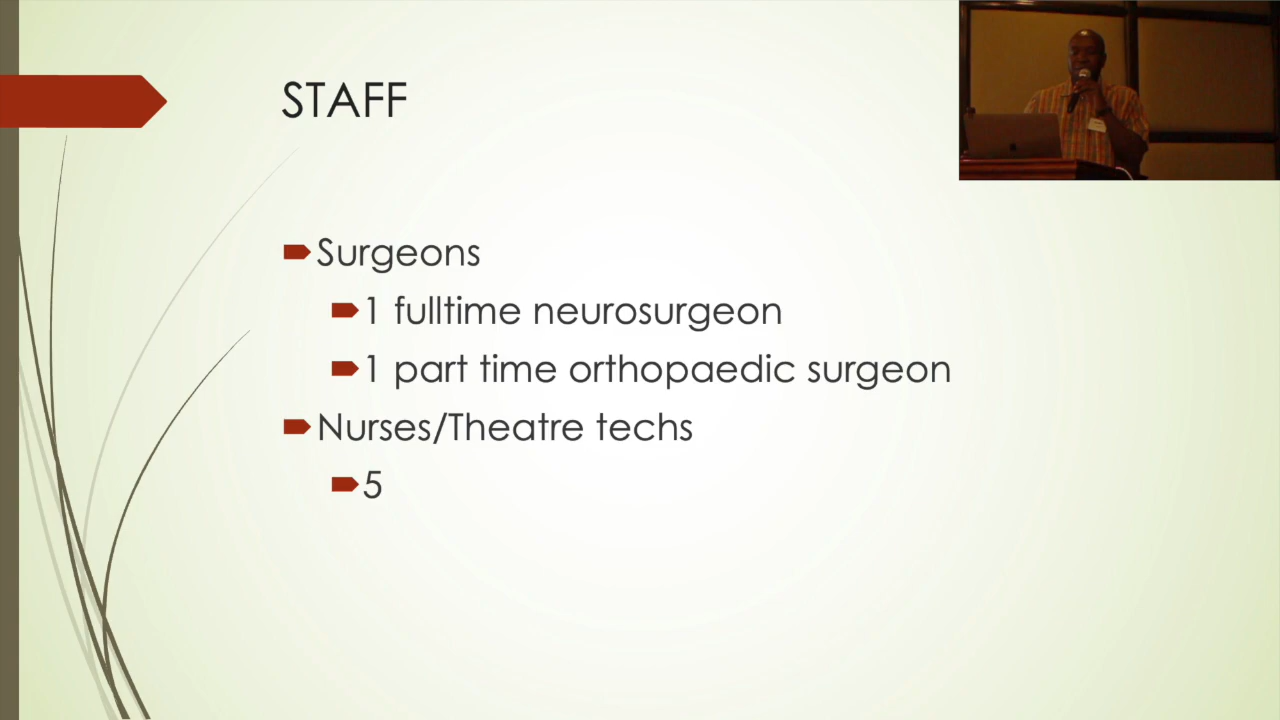 STAFF
Surgeons
1 fulltime neurosurgeon
1 part time orthopaedic surgeon
Nurses/Theatre techs
5